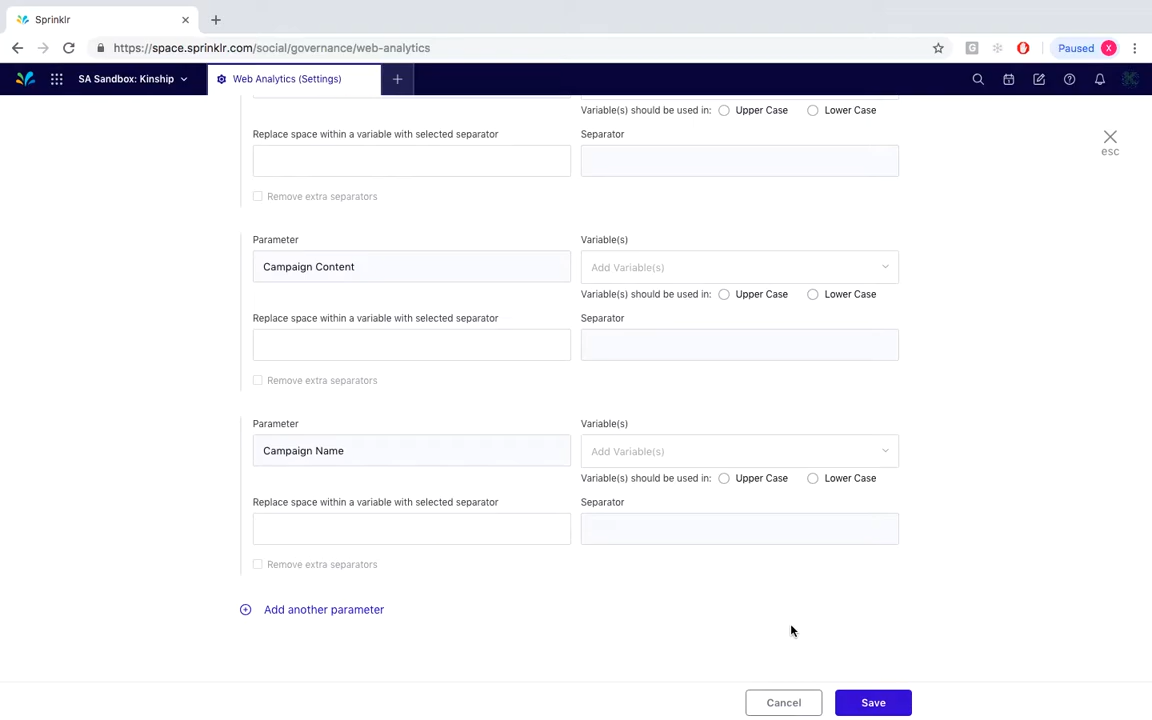 Sprinklr
https://space.sprinklr.com/social/governance/web-analytics
G
Paused X
SA Sandbox: Kinship
Web Analytics (Settings)
Variable(s) should be used in: Upper Case Lower Case
esc
Replace space within a variable with selected separator Separator
Remove extra separators
Parameter Variable(s)
Campaign Content Add Variable(s)
Variable(s) should be used in: Upper Case Lower Case
Replace space within a variable with selected separator Separator
Remove extra separators
Parameter Variable(s)
Campaign Name Add Variable(s)
Variable(s) should be used in: Upper Case Lower Case
Replace space within a variable with selected separator Separator
Remove extra separators
Add another parameter
Cancel Save